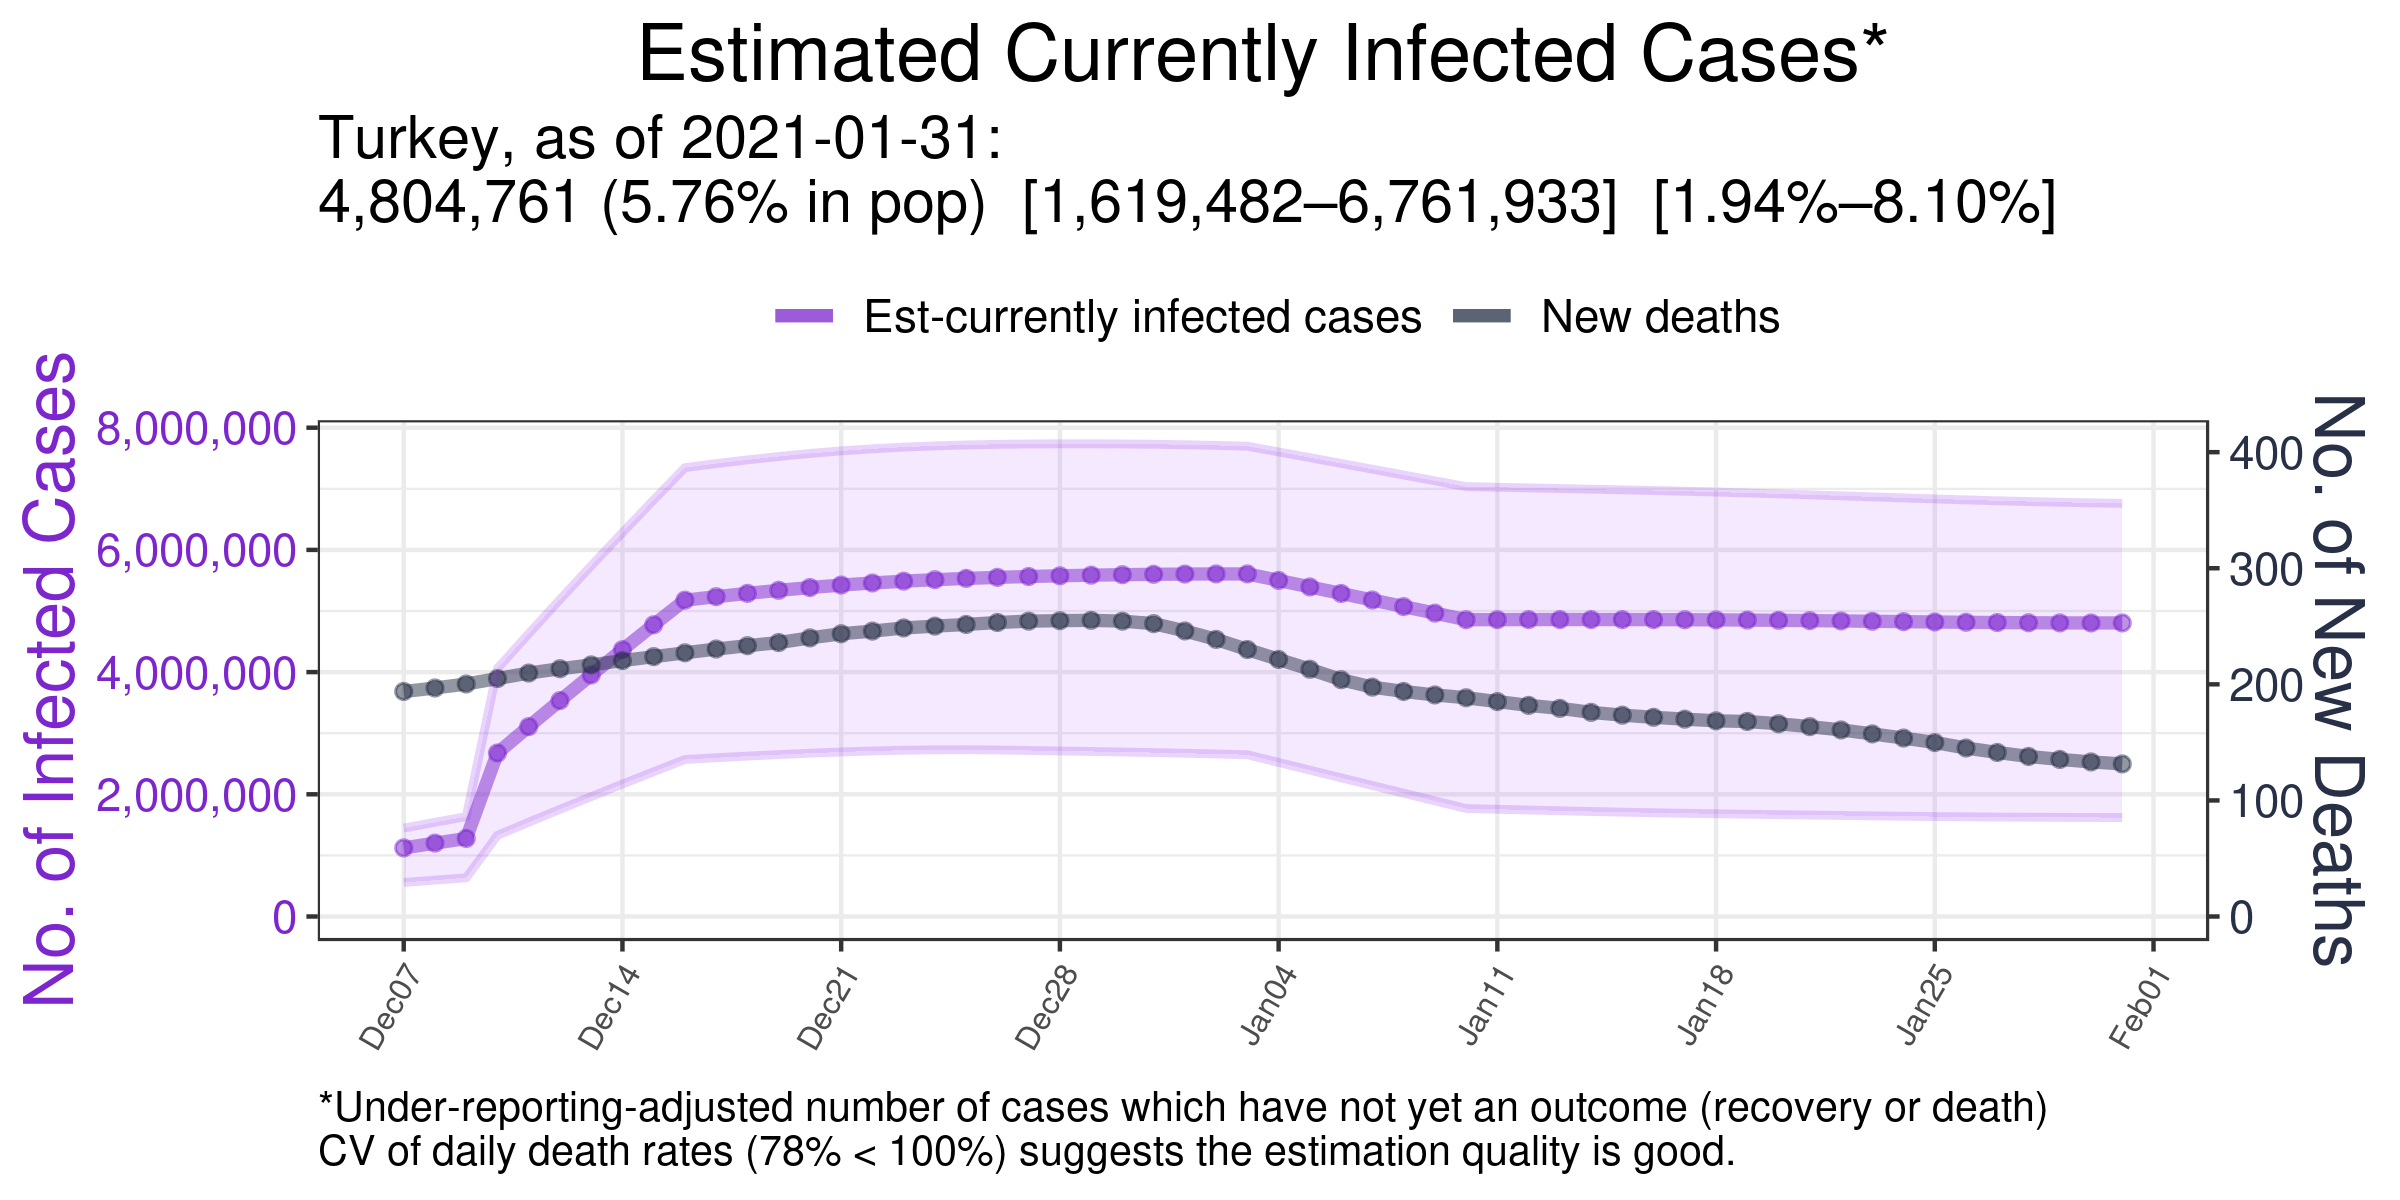 Estimated Currently Infected Cases*
Turkey, as of 2021-01-31:
4,804,761 (5.76% in pop)  [1,619,482–6,761,933]  [1.94%–8.10%]
Est-currently infected cases
New deaths
No. of Infected Cases
8,000,000
6,000,000
4,000,000
2,000,000
0
400
300
200
100
0
No. of New Deaths
Dec07
Dec14
Dec21
Dec28
Jan04
Jan11
Jan18
Jan25
Feb01
*Under-reporting-adjusted number of cases which have not yet an outcome (recovery or death)
CV of daily death rates (78% < 100%) suggests the estimation quality is good.